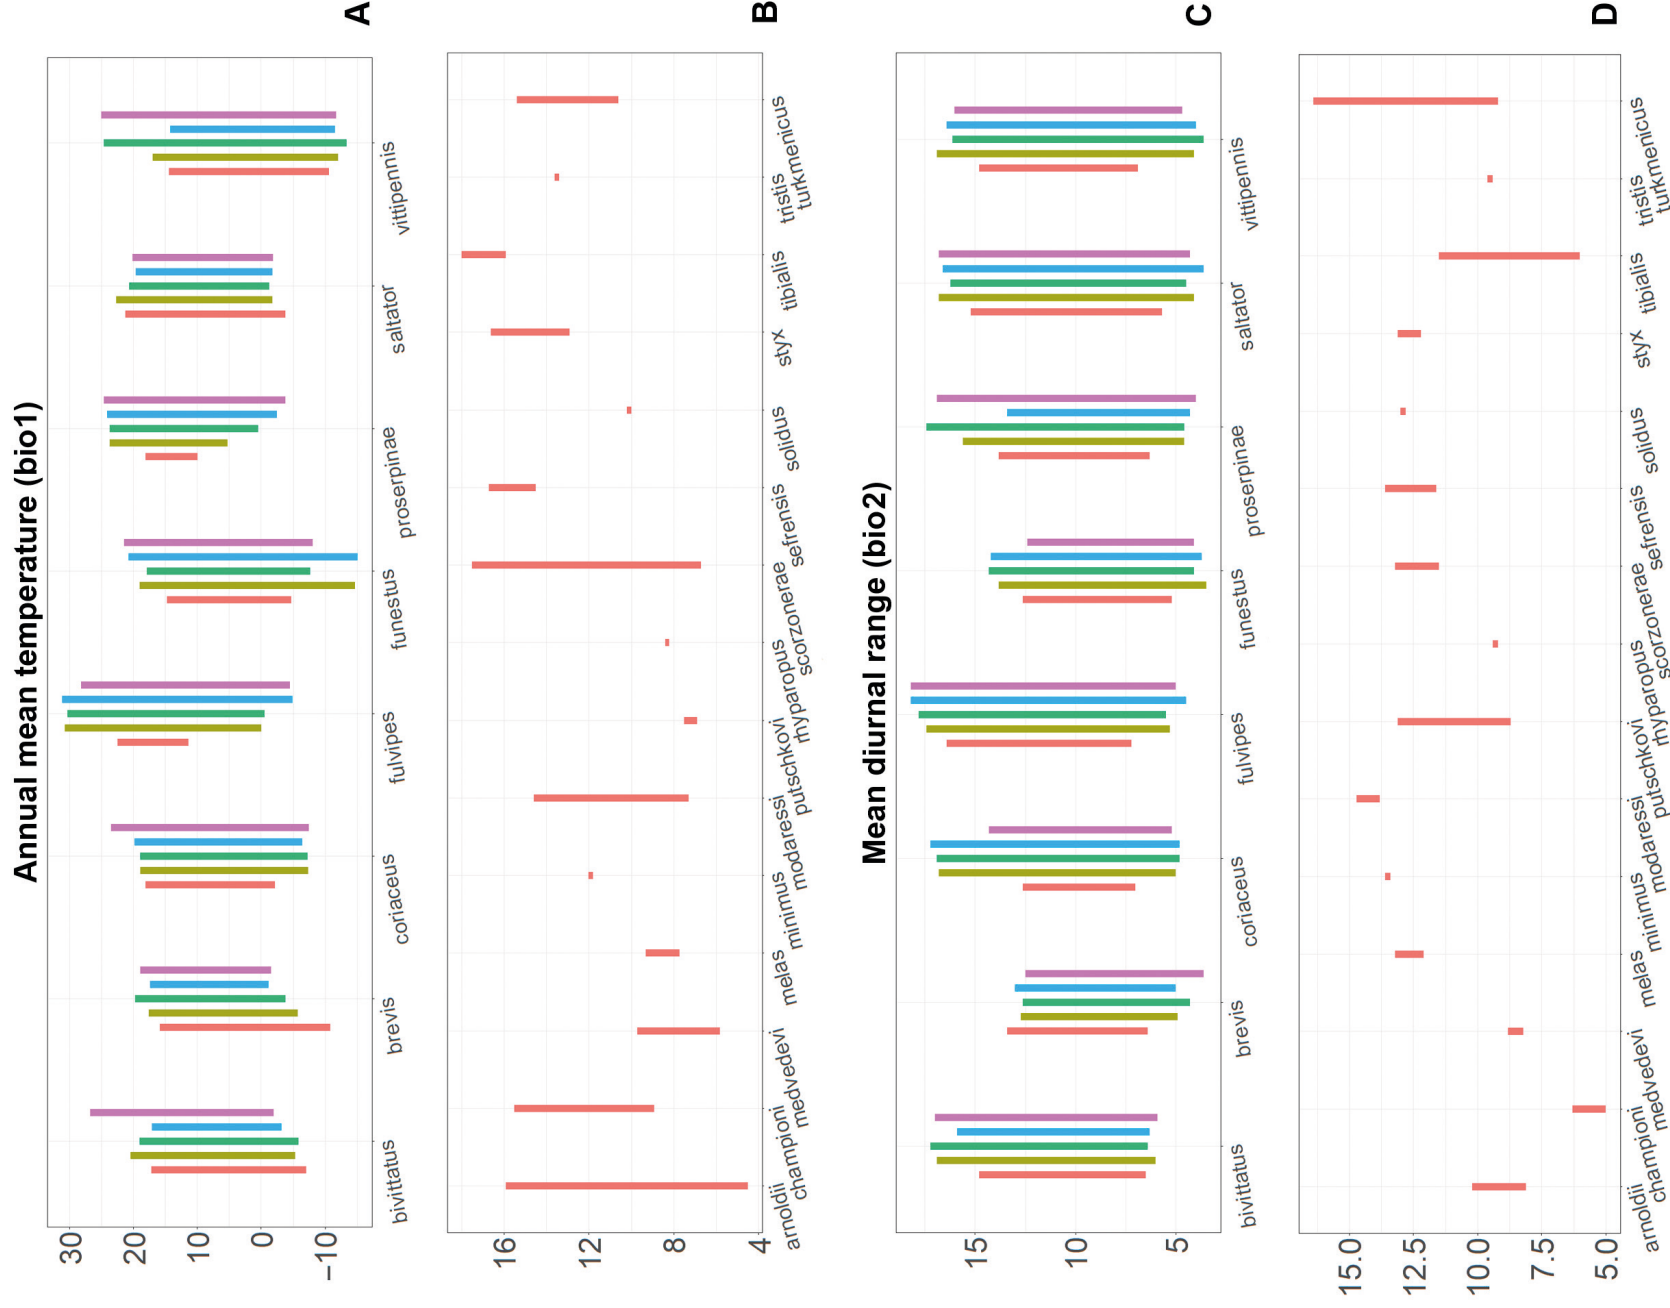 Annual mean temperature (bio1)
A
30
20
10
0
−10
bivittatus
brevis
coriaceus
fulvipes
funestus
proserpinae
saltator
vittipennis
B
16
12
8
4
arnoldii
championi
medvedevi
melas
minimus
modaressi
putschkovi
rhyparopus
scorzonerae
sefrensis
solidus
styx
tibialis
tristis
turkmenicus
Mean diurnal range (bio2)
C
15
10
5
bivittatus
brevis
coriaceus
fulvipes
funestus
proserpinae
saltator
vittipennis
D
15.0
12.5
10.0
7.5
5.0
arnoldii
championi
medvedevi
melas
minimus
modaressi
putschkovi
rhyparopus
scorzonerae
sefrensis
solidus
styx
tibialis
tristis
turkmenicus